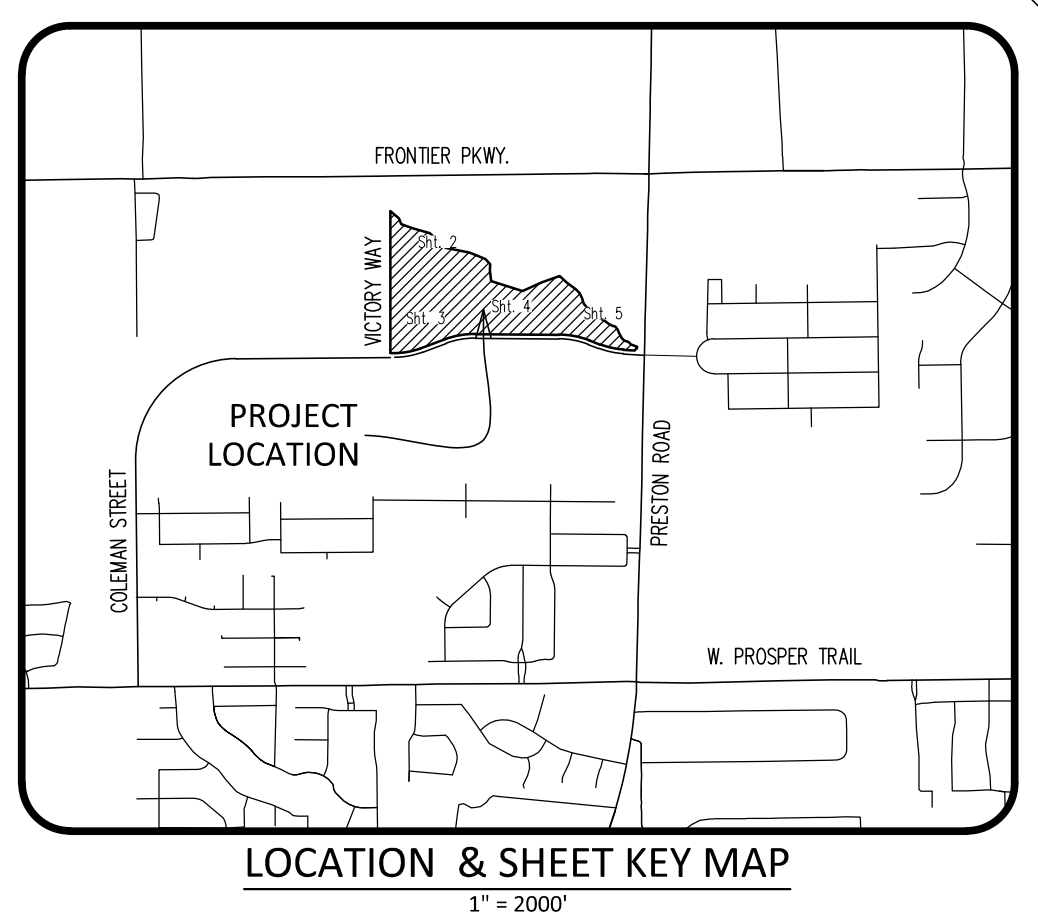 FRONTIER PKWY.
VICTORY WAY
Sht. 2
Sht. 3
Sht. 4
Sht. 5
PROJECT
LOCATION
COLEMAN STREET
PRESTON ROAD
W. PROSPER TRAIL
LOCATION & SHEET KEY MAP
1" = 2000'